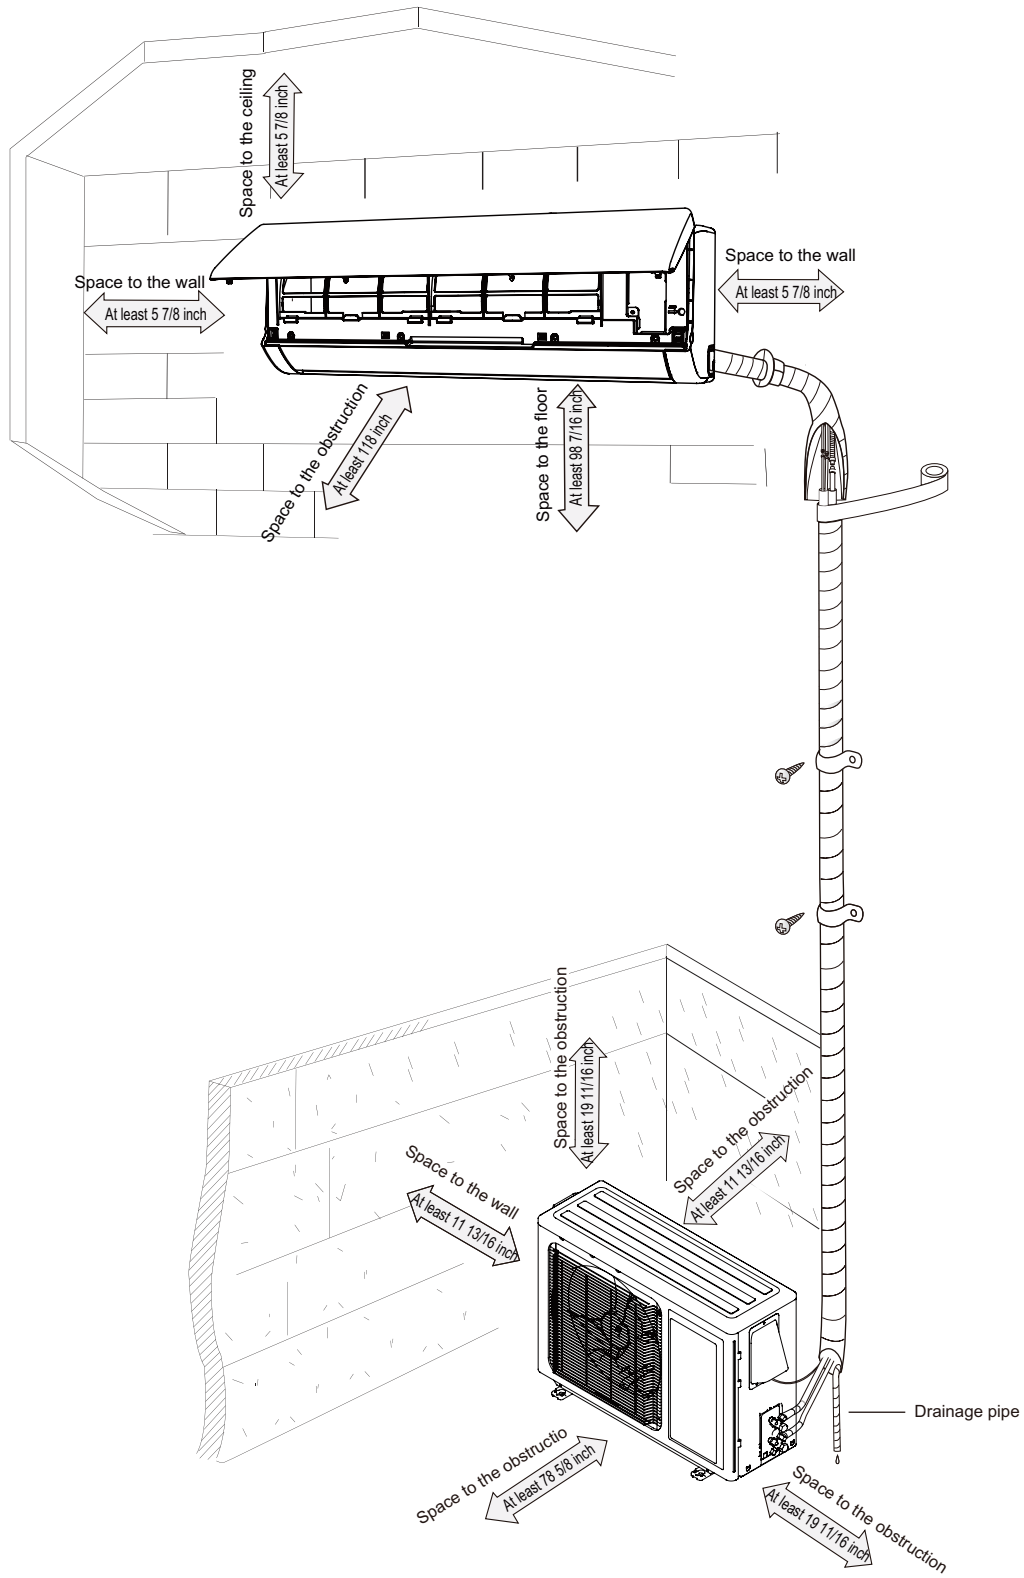 Space to the ceiling
At least 5 7/8 inch
Space to the wall
At least 5 7/8 inch
Space to the wall
At least 5 7/8 inch
Space to the obstruction
At least 118 inch
Space to the floor
At least 98 7/16 inch
Space to the obstruction
At least 19 11/16 inch
Space to the obstruction
At least 11 13/16 inch
Space to the wall
At least 11 13/16 inch
Drainage pipe
Space to the obstructio
At least 78 5/8 inch
Space to the obstruction
At least 19 11/16 inch